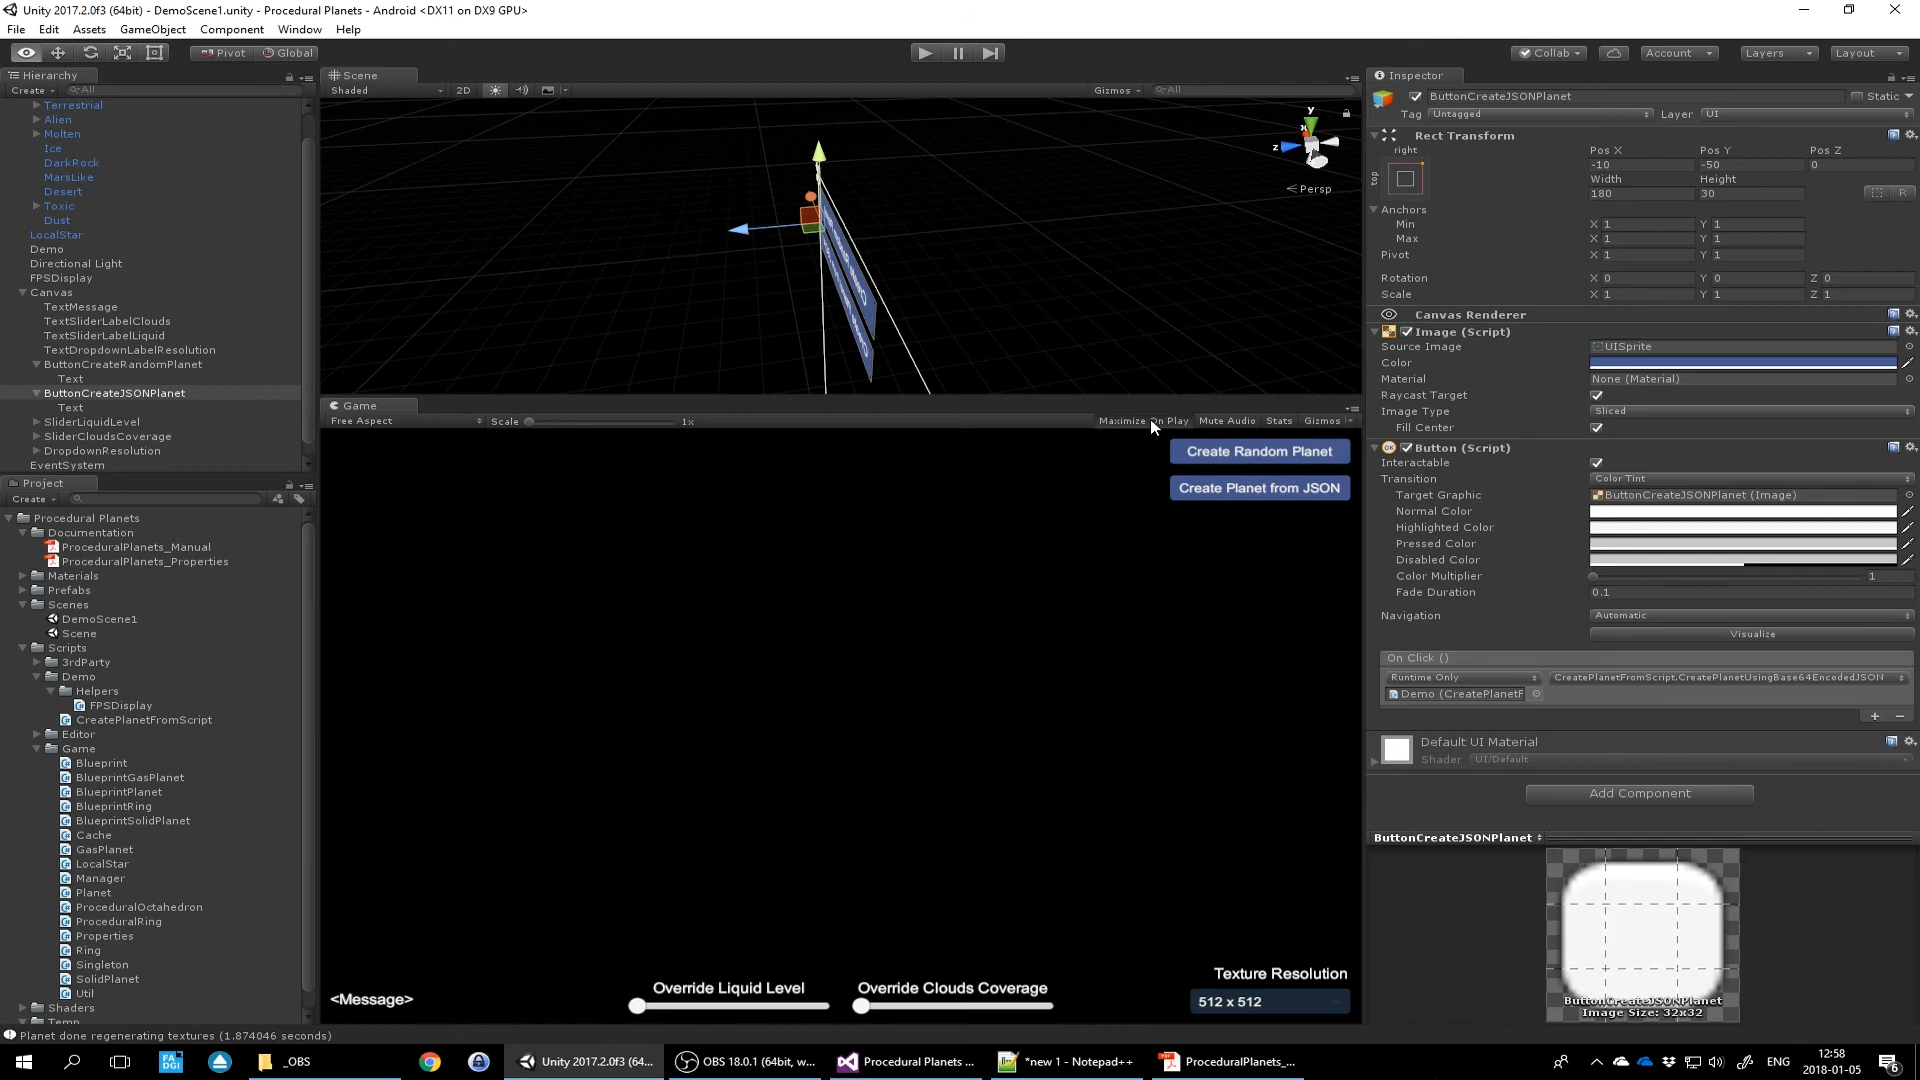 Unity 2017.2.0f3 (64bit) - DemoScene1.unity - Procedural Planets - Android <DX11 on DX9 GPU>
File Edit Assets GameObject Component Window Help
Pivot Global Collab Account Layers Layout
Hierarchy
Create All
Terrestrial
Alien
Molten
Ice
DarkRock
MarsLike
Desert
Toxic
Dust
LocalStar
Demo
Directional Light
FPSDisplay
Canvas
TextMessage
TextSliderLabelClouds
TextSliderLabelLiquid
TextDropdownLabelResolution
ButtonCreateRandomPlanet
Text
ButtonCreateJSONPlanet
Text
SliderLiquidLevel
SliderCloudsCoverage
DropdownResolution
EventSystem
Project
Create
Procedural Planets
Documentation
ProceduralPlanets_Manual
ProceduralPlanets_Properties
Materials
Prefabs
Scenes
DemoScene1
Scene
Scripts
3rdParty
Demo
Helpers
FPSDisplay
CreatePlanetFromScript
Editor
Game
Blueprint
BlueprintGasPlanet
BlueprintPlanet
BlueprintRing
BlueprintSolidPlanet
Cache
GasPlanet
LocalStar
Manager
Planet
ProceduralOctahedron
ProceduralRing
Properties
Ring
Singleton
SolidPlanet
Util
Shaders
Temp
Scene
Shaded 2D Gizmos All
y
x
z
Persp
Game
Free Aspect Scale 1x Maximize On Play Mute Audio Stats Gizmos
Create Random Planet
Create Planet from JSON
Texture Resolution
Override Liquid Level Override Clouds Coverage
<Message> 512 x 512
Inspector
ButtonCreateJSONPlanet Static
Tag Untagged Layer UI
Rect Transform
right
top
Pos X Pos Y Pos Z
-10 -50 0
Width Height
180 30 R
Anchors
Min X 1 Y 1
Max X 1 Y 1
Pivot X 1 Y 1
Rotation X 0 Y 0 Z 0
Scale X 1 Y 1 Z 1
Canvas Renderer
Image (Script)
Source Image UISprite
Color
Material None (Material)
Raycast Target
Image Type Sliced
Fill Center
OK Button (Script)
Interactable
Transition Color Tint
Target Graphic ButtonCreateJSONPlanet (Image)
Normal Color
Highlighted Color
Pressed Color
Disabled Color
Color Multiplier 1
Fade Duration 0.1
Navigation Automatic
Visualize
On Click ()
Runtime Only CreatePlanetFromScript.CreatePlanetUsingBase64EncodedJSON
Demo (CreatePlanetF
+ −
Default UI Material
Shader UI/Default
Add Component
ButtonCreateJSONPlanet
ButtonCreateJSONPlanet
Image Size: 32x32
Planet done regenerating textures (1.874046 seconds)
FA DGI _OBS Unity 2017.2.0f3 (64... OBS 18.0.1 (64bit, w... Procedural Planets ... *new 1 - Notepad++ ProceduralPlanets_... ENG 12:58
2018-01-05 6